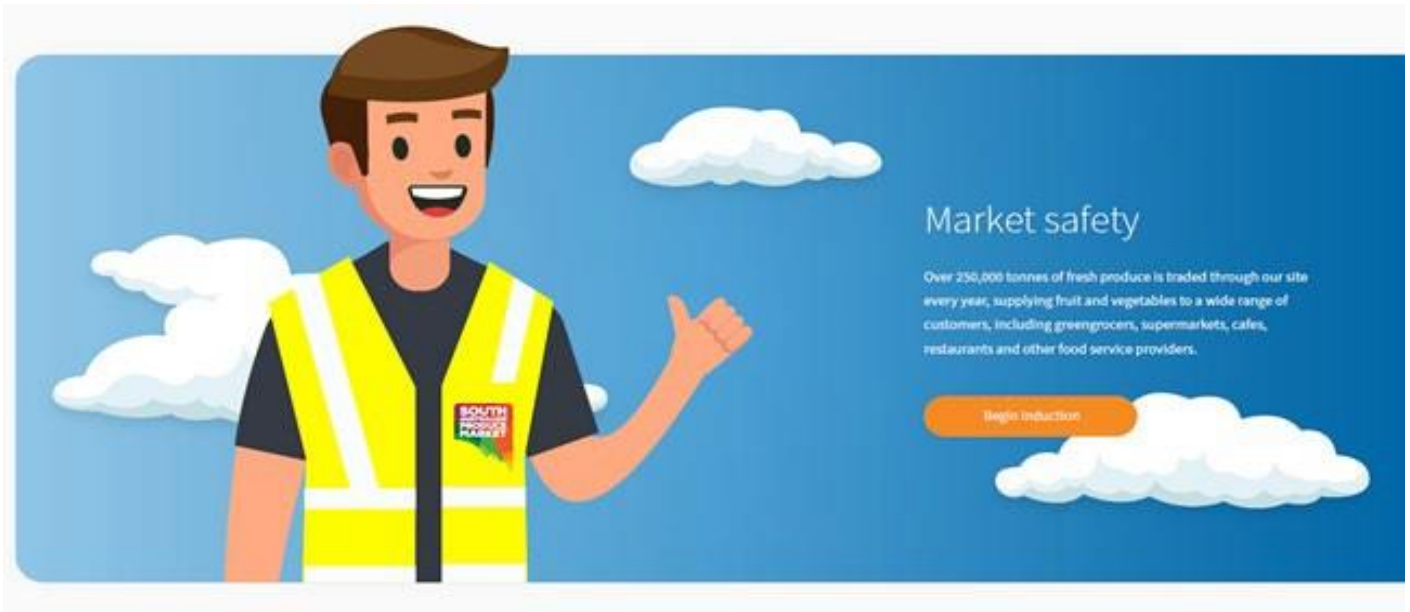 Market safety
Over 250,000 tonnes of fresh produce is traded through our site
every year, supplying fruit and vegetables to a wide range of
customers, including greengrocers, supermarkets, cafes,
restaurants and other food service providers.
Begin induction
SOUTH
AUSTRALIAN
PRODUCE
MARKET